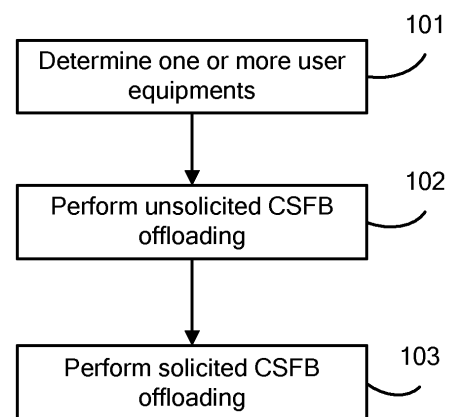 101
Determine one or more user
equipments
102
Perform unsolicited CSFB
offloading
103
Perform solicited CSFB
offloading